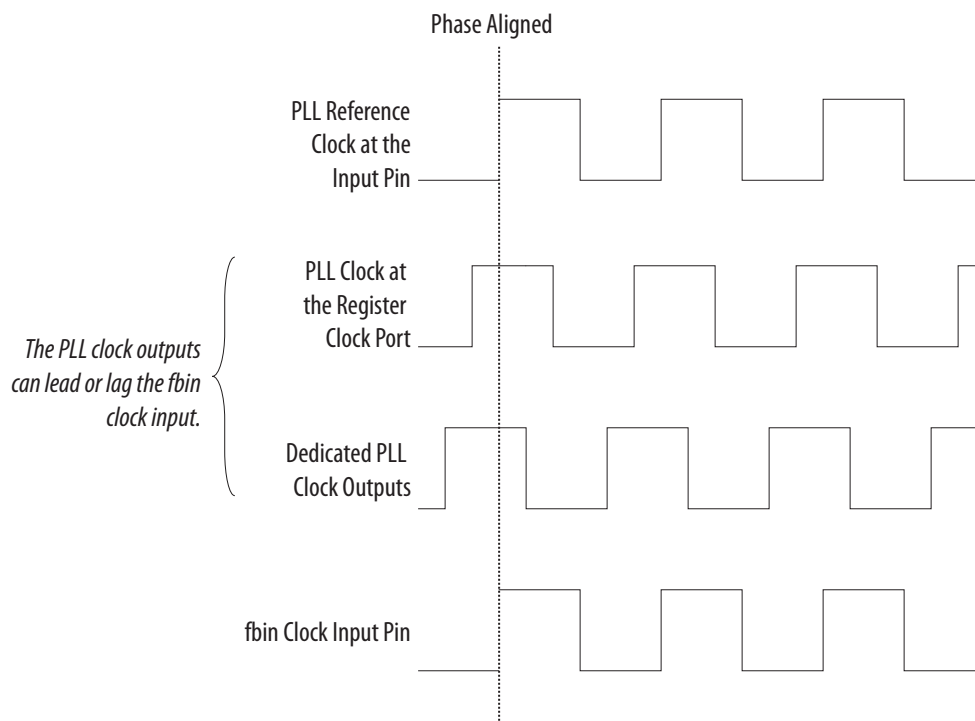 Phase Aligned
PLL Reference
Clock at the
Input Pin
PLL Clock at
the Register
Clock Port
The PLL clock outputs
can lead or lag the fbin
clock input.
Dedicated PLL
Clock Outputs
fbin Clock Input Pin